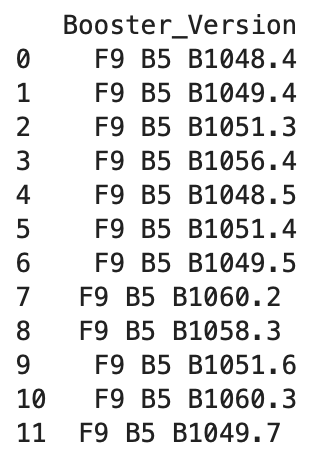 Booster_Version
0 F9 B5 B1048.4
1 F9 B5 B1049.4
2 F9 B5 B1051.3
3 F9 B5 B1056.4
4 F9 B5 B1048.5
5 F9 B5 B1051.4
6 F9 B5 B1049.5
7 F9 B5 B1060.2
8 F9 B5 B1058.3
9 F9 B5 B1051.6
10 F9 B5 B1060.3
11 F9 B5 B1049.7